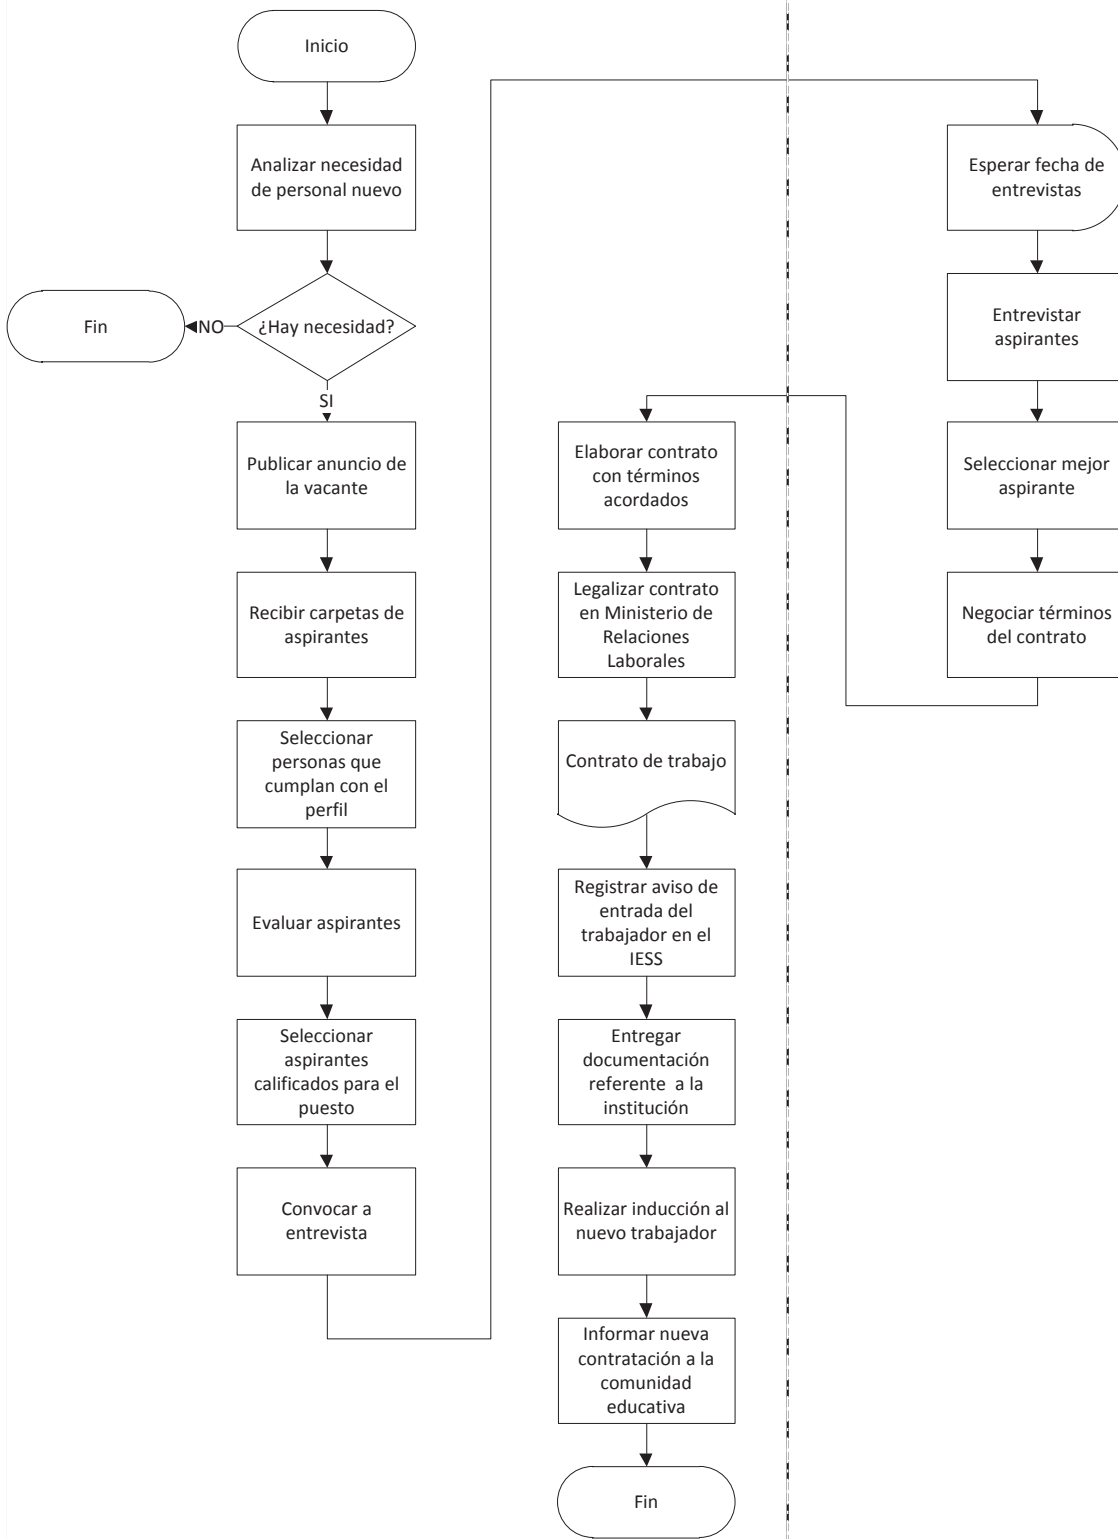 Inicio
Analizar necesidad
de personal nuevo
¿Hay necesidad?
NO
Fin
SI
Publicar anuncio de
la vacante
Recibir carpetas de
aspirantes
Seleccionar
personas que
cumplan con el
perfil
Evaluar aspirantes
Seleccionar
aspirantes
calificados para el
puesto
Convocar a
entrevista
Esperar fecha de
entrevistas
Entrevistar
aspirantes
Seleccionar mejor
aspirante
Negociar términos
del contrato
Elaborar contrato
con términos
acordados
Legalizar contrato
en Ministerio de
Relaciones
Laborales
Contrato de trabajo
Registrar aviso de
entrada del
trabajador en el
IESS
Entregar
documentación
referente a la
institución
Realizar inducción al
nuevo trabajador
Informar nueva
contratación a la
comunidad
educativa
Fin